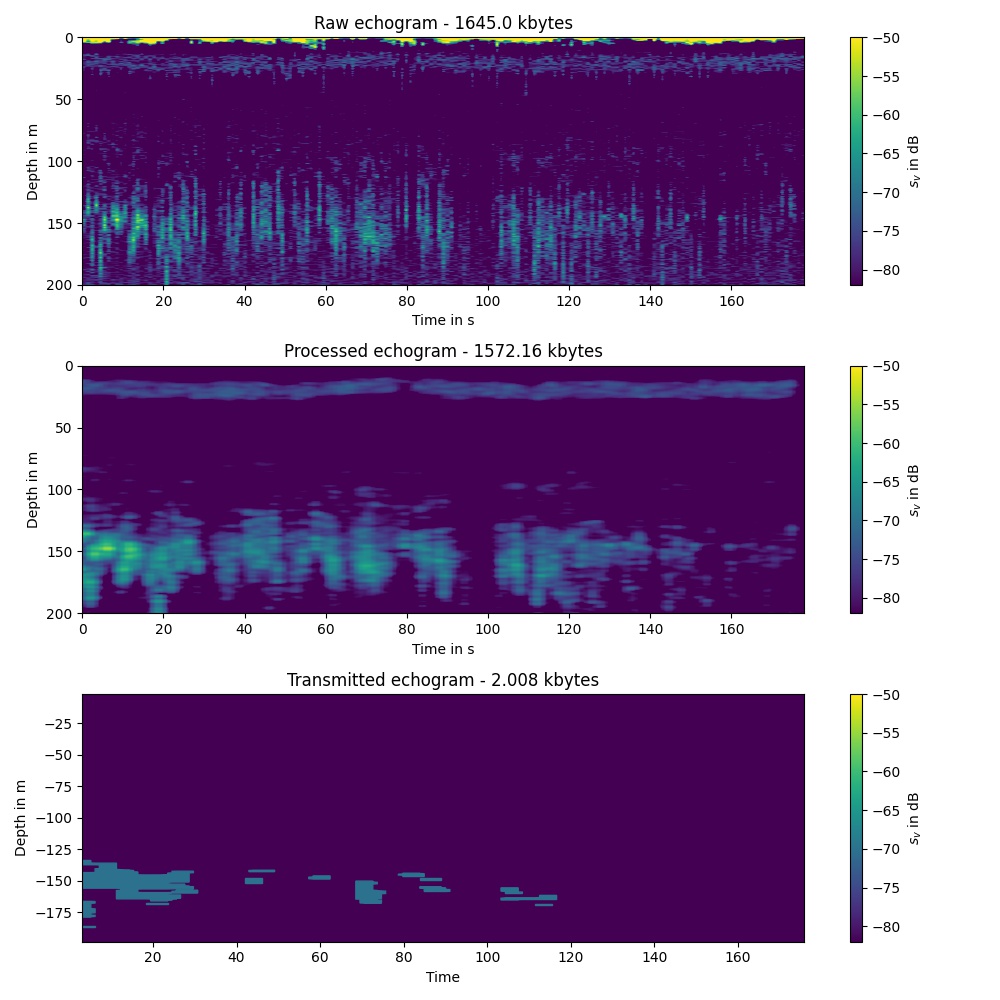 Raw echogram - 1645.0 kbytes
0
50
100
150
200
Depth in m
0 20 40 60 80 100 120 140 160
Time in s
−50
−55
−60
−65
−70
−75
−80
sv in dB
Processed echogram - 1572.16 kbytes
0
50
100
150
200
Depth in m
0 20 40 60 80 100 120 140 160
Time in s
−50
−55
−60
−65
−70
−75
−80
sv in dB
Transmitted echogram - 2.008 kbytes
−25
−50
−75
−100
−125
−150
−175
Depth in m
20 40 60 80 100 120 140 160
Time
−50
−55
−60
−65
−70
−75
−80
sv in dB